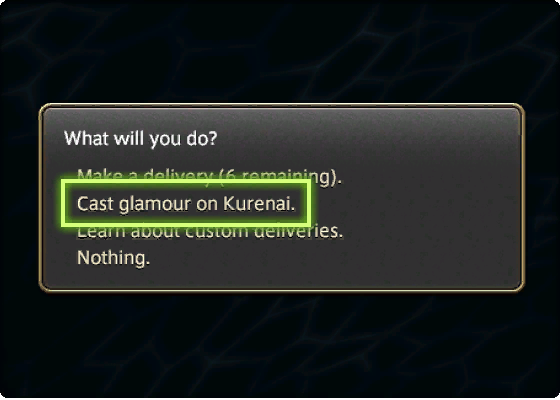 What will you do?
Make a delivery (6 remaining).
Cast glamour on Kurenai.
Learn about custom deliveries.
Nothing.